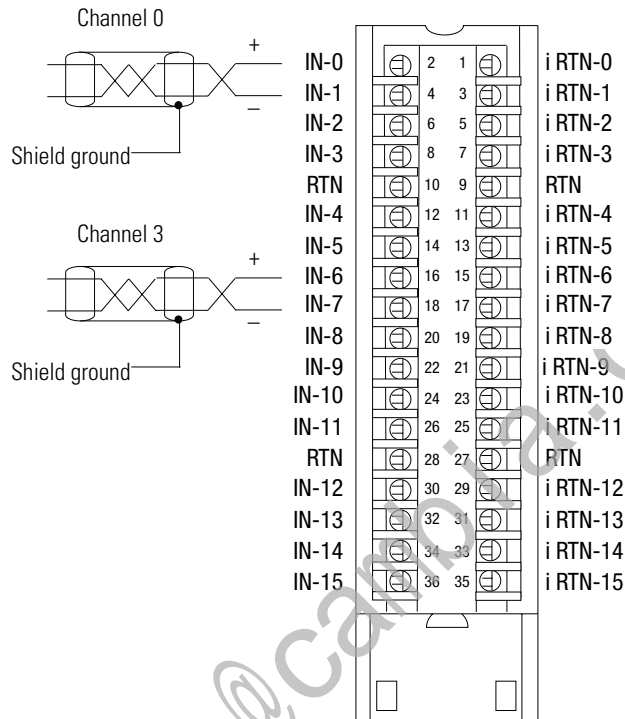 Channel 0
+
–
Shield ground
Channel 3
+
–
Shield ground
IN-0 2 1 i RTN-0
IN-1 4 3 i RTN-1
IN-2 6 5 i RTN-2
IN-3 8 7 i RTN-3
RTN 10 9 RTN
IN-4 12 11 i RTN-4
IN-5 14 13 i RTN-5
IN-6 16 15 i RTN-6
IN-7 18 17 i RTN-7
IN-8 20 19 i RTN-8
IN-9 22 21 i RTN-9
IN-10 24 23 i RTN-10
IN-11 26 25 i RTN-11
RTN 28 27 RTN
IN-12 30 29 i RTN-12
IN-13 32 31 i RTN-13
IN-14 34 33 i RTN-14
IN-15 36 35 i RTN-15
@cambia.